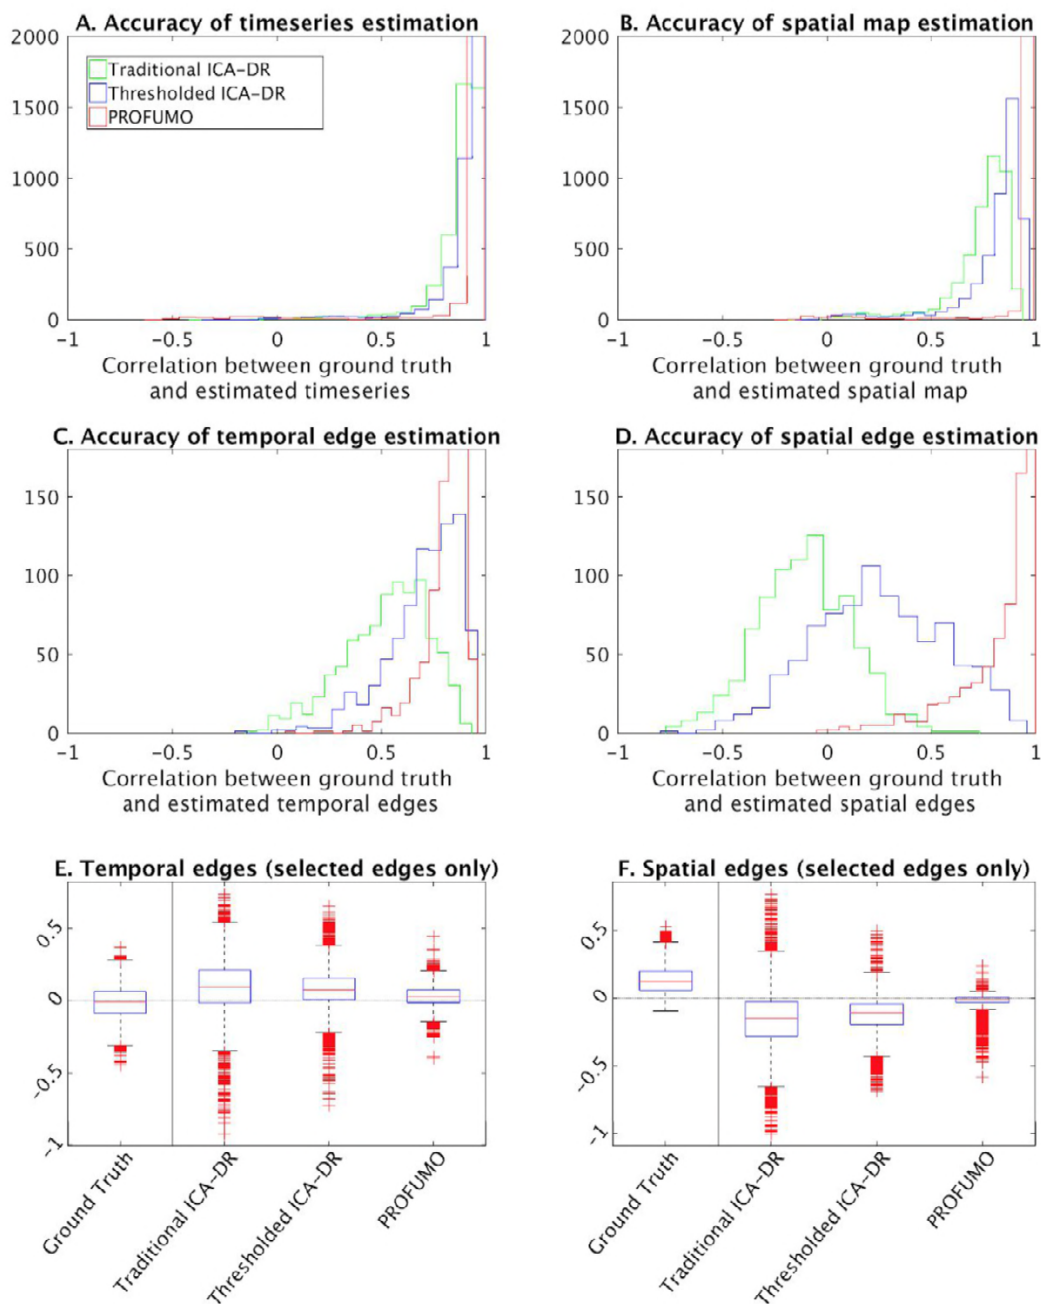 A. Accuracy of timeseries estimation
2000
1500
1000
500
0
Traditional ICA-DR
Thresholded ICA-DR
PROFUMO
-1 -0.5 0 0.5 1
Correlation between ground truth
and estimated timeseries
B. Accuracy of spatial map estimation
2000
1500
1000
500
0
-1 -0.5 0 0.5 1
Correlation between ground truth
and estimated spatial map
C. Accuracy of temporal edge estimation
150
100
50
0
-1 -0.5 0 0.5 1
Correlation between ground truth
and estimated temporal edges
D. Accuracy of spatial edge estimation
150
100
50
0
-1 -0.5 0 0.5 1
Correlation between ground truth
and estimated spatial edges
E. Temporal edges (selected edges only)
0.5
0
-0.5
-1
Ground Truth
Traditional ICA-DR
Thresholded ICA-DR
PROFUMO
F. Spatial edges (selected edges only)
0.5
0
-0.5
-1
Ground Truth
Traditional ICA-DR
Thresholded ICA-DR
PROFUMO